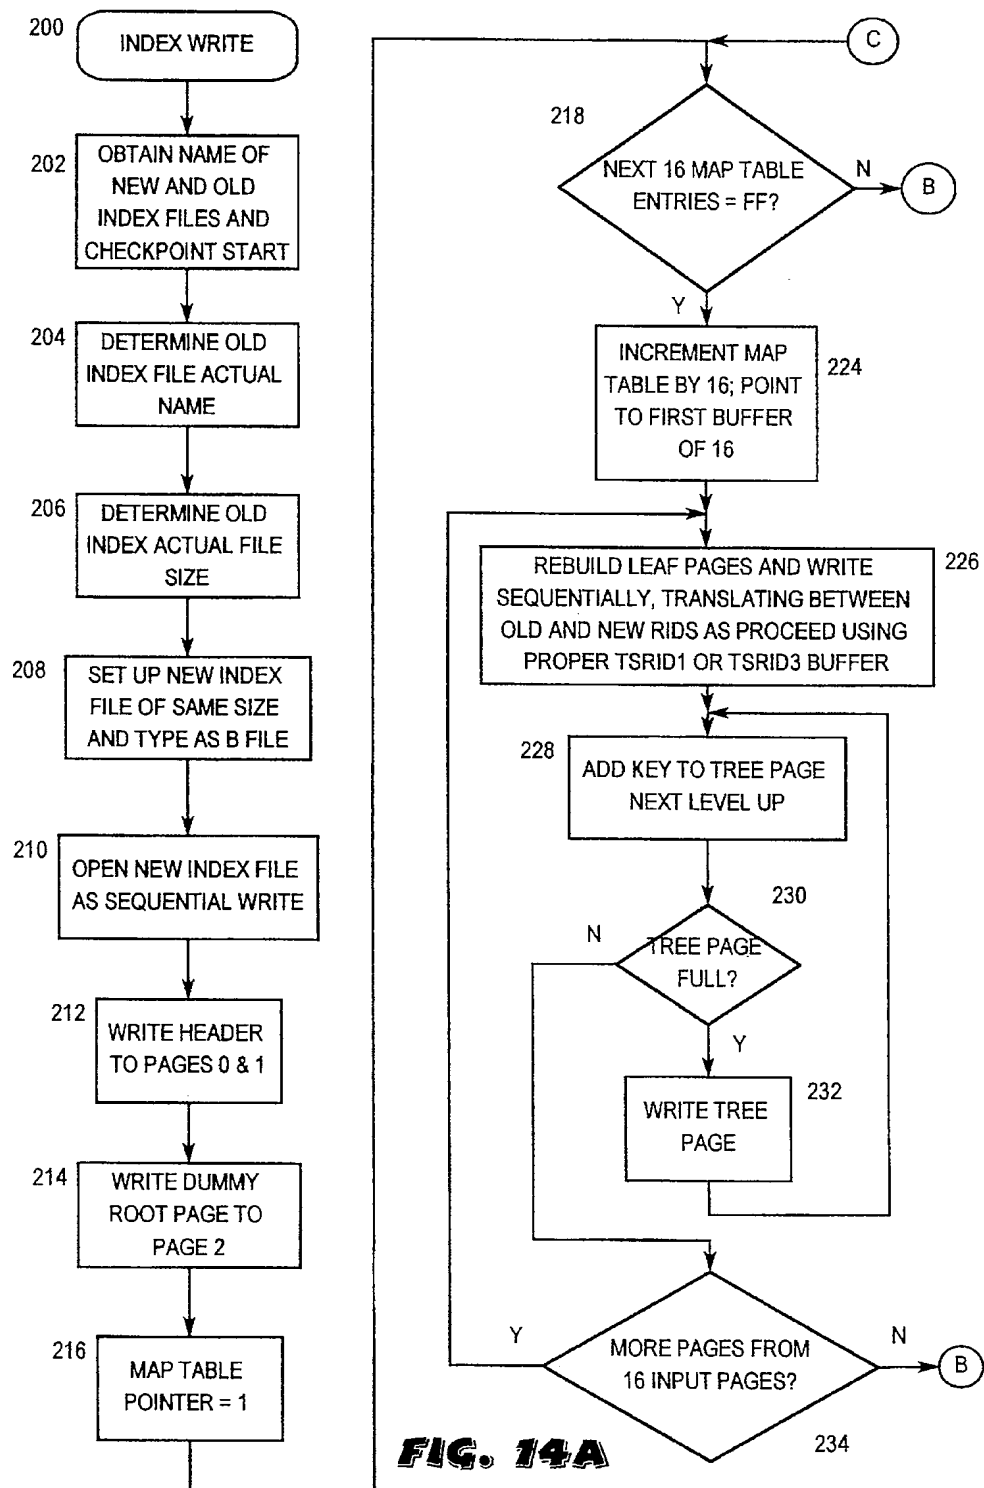 200
INDEX WRITE
202
OBTAIN NAME OF
NEW AND OLD
INDEX FILES AND
CHECKPOINT START
204
DETERMINE OLD
INDEX FILE ACTUAL
NAME
206
DETERMINE OLD
INDEX ACTUAL FILE
SIZE
208
SET UP NEW INDEX
FILE OF SAME SIZE
AND TYPE AS B FILE
210
OPEN NEW INDEX FILE
AS SEQUENTIAL WRITE
212
WRITE HEADER
TO PAGES 0 & 1
214
WRITE DUMMY
ROOT PAGE TO
PAGE 2
216
MAP TABLE
POINTER = 1
C
218
NEXT 16 MAP TABLE
ENTRIES = FF?
N
B
Y
INCREMENT MAP
TABLE BY 16; POINT
TO FIRST BUFFER
OF 16
224
REBUILD LEAF PAGES AND WRITE
SEQUENTIALLY, TRANSLATING BETWEEN
OLD AND NEW RIDS AS PROCEED USING
PROPER TSRID1 OR TSRID3 BUFFER
226
228
ADD KEY TO TREE PAGE
NEXT LEVEL UP
230
N
TREE PAGE
FULL?
Y
232
WRITE TREE
PAGE
Y
MORE PAGES FROM
16 INPUT PAGES?
N
B
234
FIG. 14A